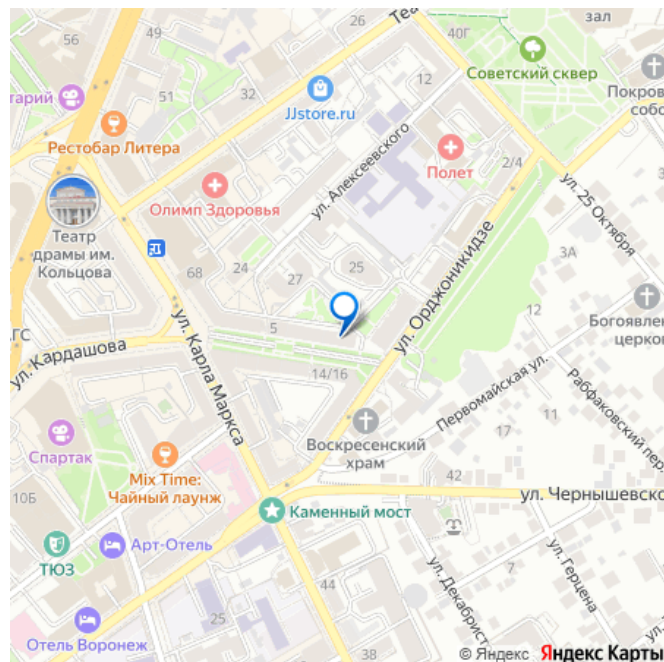 56
49
Теа
40Г
зал
тарий
51
32
JJstore.ru
12
Советский сквер
Покров
собо
Рестобар Литера
Полет
2/4
Олимп Здоровья
ул. Алексеевского
ул. 25 Октября
Театр
драмы им.
Кольцова
68
24
27
25
ул. Орджоникидзе
3А
12
Богоявлен
церко
АГС
ул. Кардашова
5
ул. Карла Маркса
14/16
Первомайская ул.
Рабфаковский пер
17
11
Воскресенский
храм
Спартак
Mix Time:
Чайный лаунж
10Б
42
ул. Чернышевско
Каменный мост
ТЮЗ
Арт-Отель
ул. Декабрист
7
ул. Герцена
44
25
Отель Воронеж
38
© Яндекс Яндекс Карты